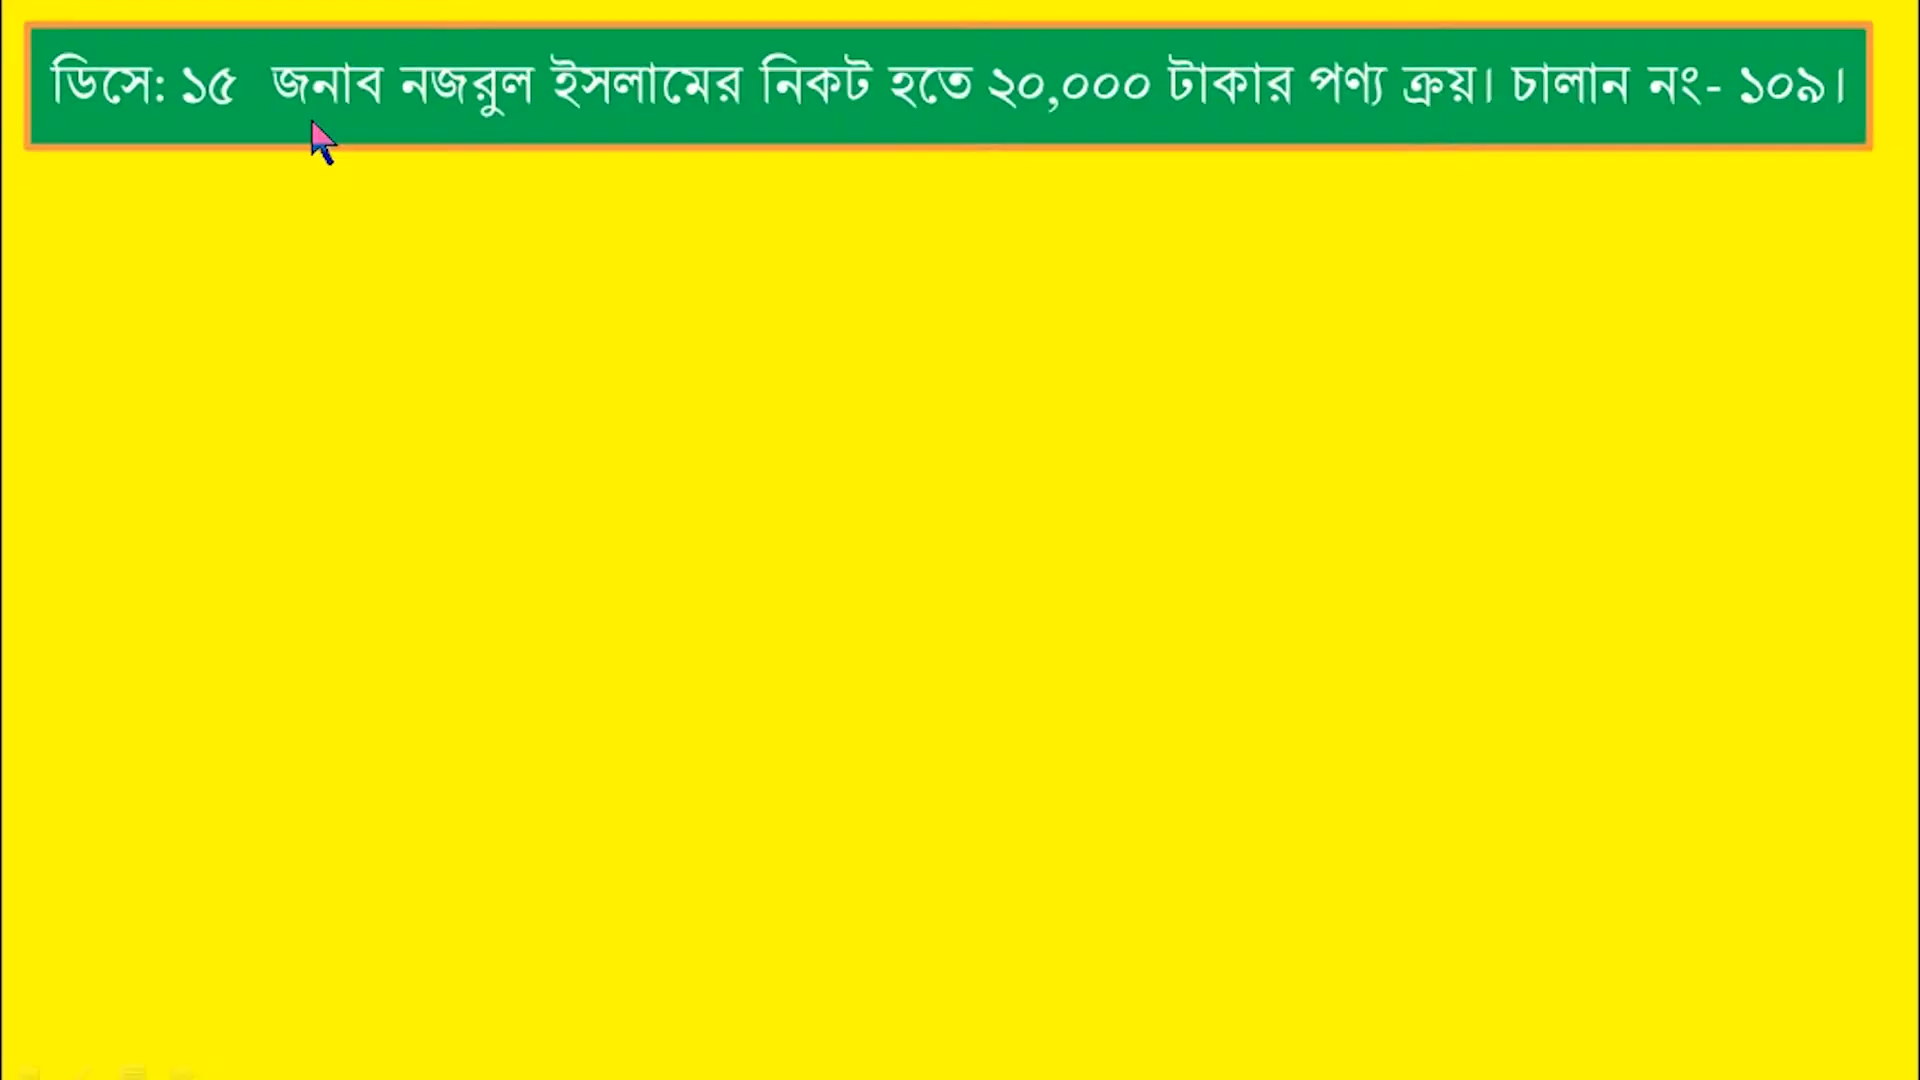 ডিসে: ১৫ জনাব নজরুল ইসলামের নিকট হতে ২০,০০০ টাকার পণ্য ক্রয়। চালান নং- ১০৯।